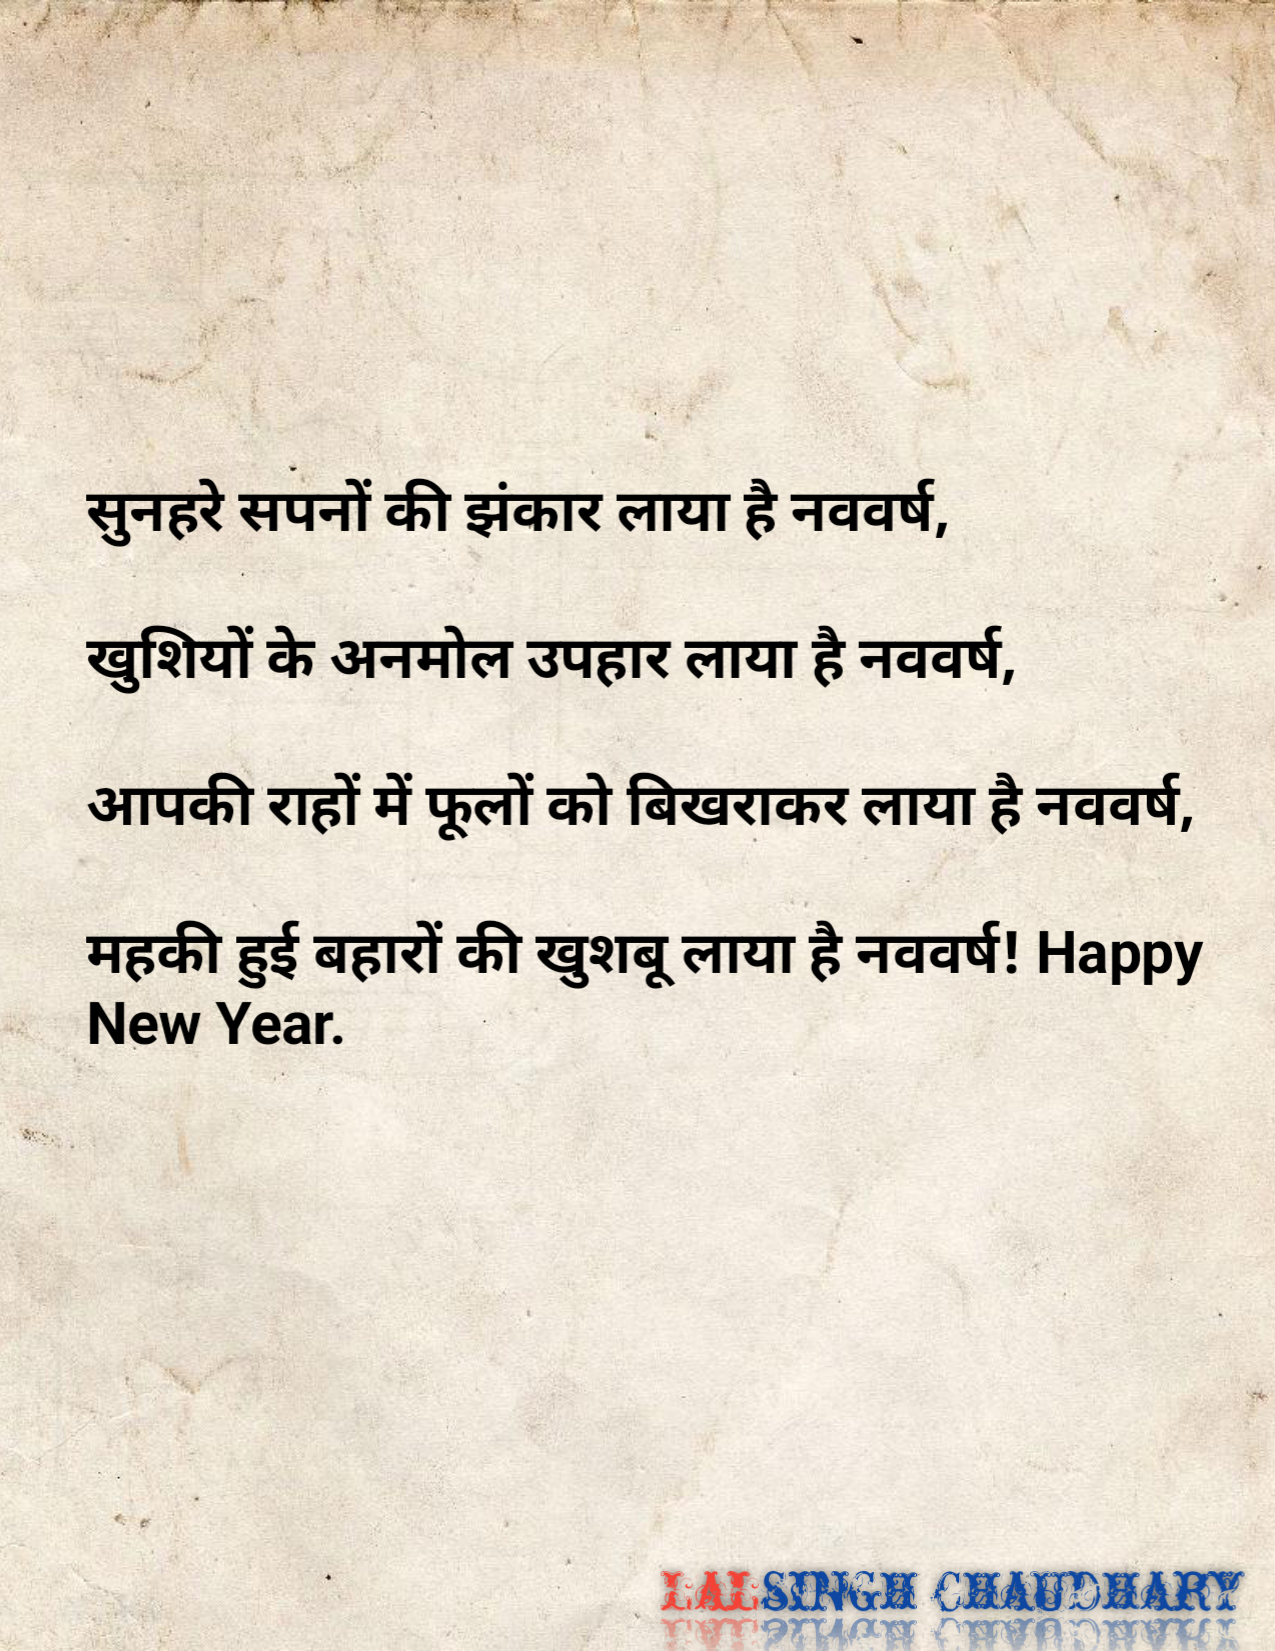 सुनहरे सपनों की झंकार लाया है नववर्ष,
खुशियों के अनमोल उपहार लाया है नववर्ष,
आपकी राहों में फूलों को बिखराकर लाया है नववर्ष,
महकी हुई बहारों की खुशबू लाया है नववर्ष! Happy
New Year.
LALSINGH CHAUDHARY